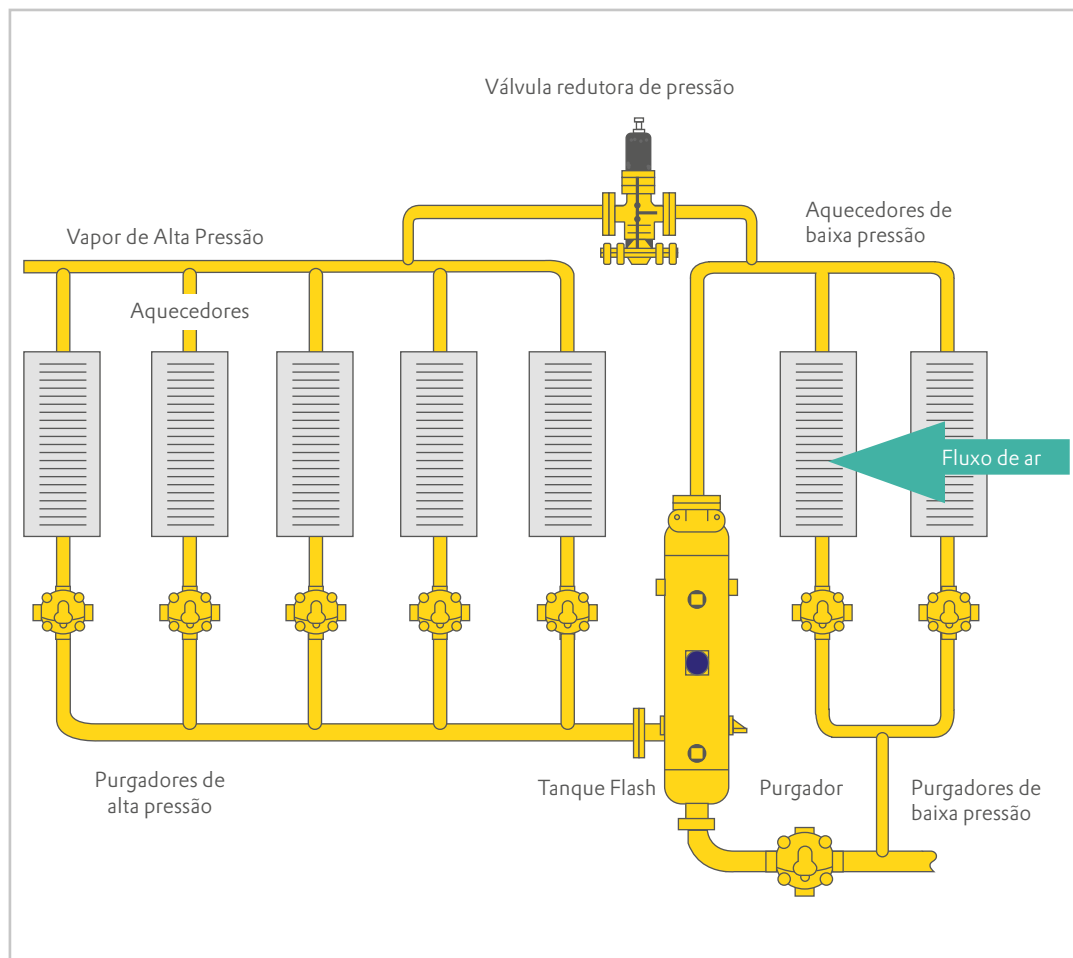 Válvula redutora de pressão
Aquecedores de
baixa pressão
Vapor de Alta Pressão
Aquecedores
Fluxo de ar
Purgadores de
alta pressão
Tanque Flash
Purgador
Purgadores de
baixa pressão